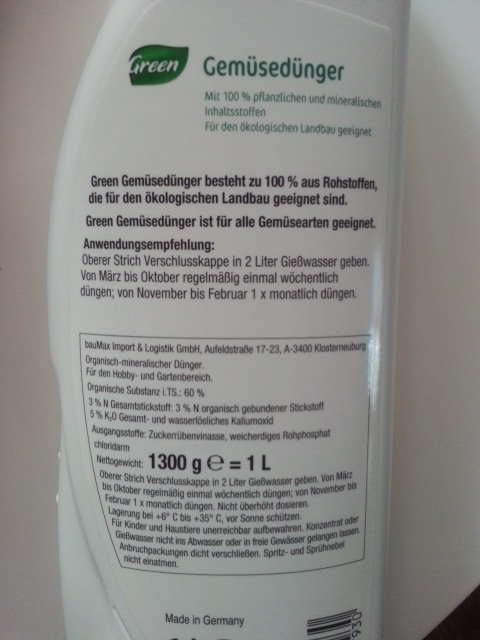 Green
Gemüsedünger
Mit 100 % pflanzlichen und mineralischen
Inhaltsstoffen
Für den ökologischen Landbau geeignet
Green Gemüsedünger besteht zu 100 % aus Rohstoffen,
die für den ökologischen Landbau geeignet sind.
Green Gemüsedünger ist für alle Gemüsearten geeignet.
Anwendungsempfehlung:
Oberer Strich Verschlusskappe in 2 Liter Gießwasser geben.
Von März bis Oktober regelmäßig einmal wöchentlich
düngen; von November bis Februar 1 x monatlich düngen.
bauMax Import & Logistik GmbH, Aufeldstraße 17-23, A-3400 Klosterneuburg
Organisch-mineralischer Dünger.
Für den Hobby- und Gartenbereich.
Organische Substanz i.TS.: 60 %
3 % N Gesamtstickstoff: 3 % N organisch gebundener Stickstoff
5 % K₂O Gesamt- und wasserlösliches Kaliumoxid
Ausgangsstoffe: Zuckerrübenvinasse, weicherdiges Rohphosphat
chloridarm
Nettogewicht: 1300 g ℮ = 1 L
Oberer Strich Verschlusskappe in 2 Liter Gießwasser geben. Von März
bis Oktober regelmäßig einmal wöchentlich düngen; von November bis
Februar 1 x monatlich düngen. Nicht überhöht dosieren.
Lagerung bei +6° C bis +35° C, vor Sonne schützen.
Für Kinder und Haustiere unerreichbar aufbewahren. Konzentrat oder
Gießwasser nicht ins Abwasser oder in freie Gewässer gelangen lassen.
Anbruchpackungen dicht verschließen. Spritz- und Sprühnebel
nicht einatmen.
Made in Germany
930